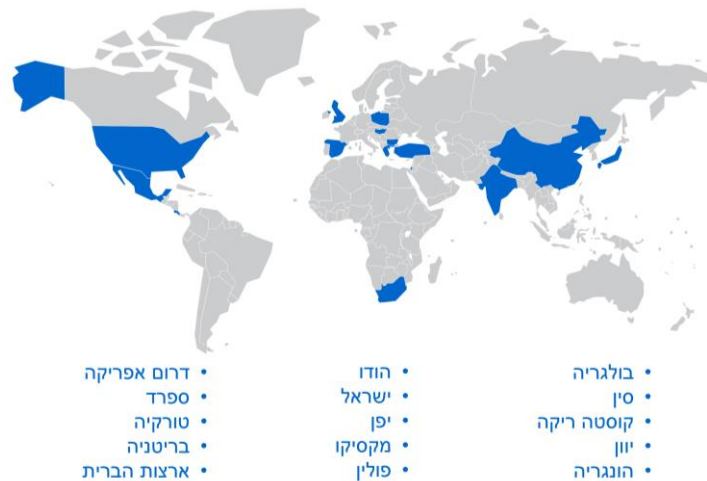 • בולגריה
• סין
• קוסטה ריקה
• יוון
• הונגריה
• הודו
• ישראל
• יפן
• מקסיקו
• פולין
• דרום אפריקה
• ספרד
• טורקיה
• בריטניה
• ארצות הברית